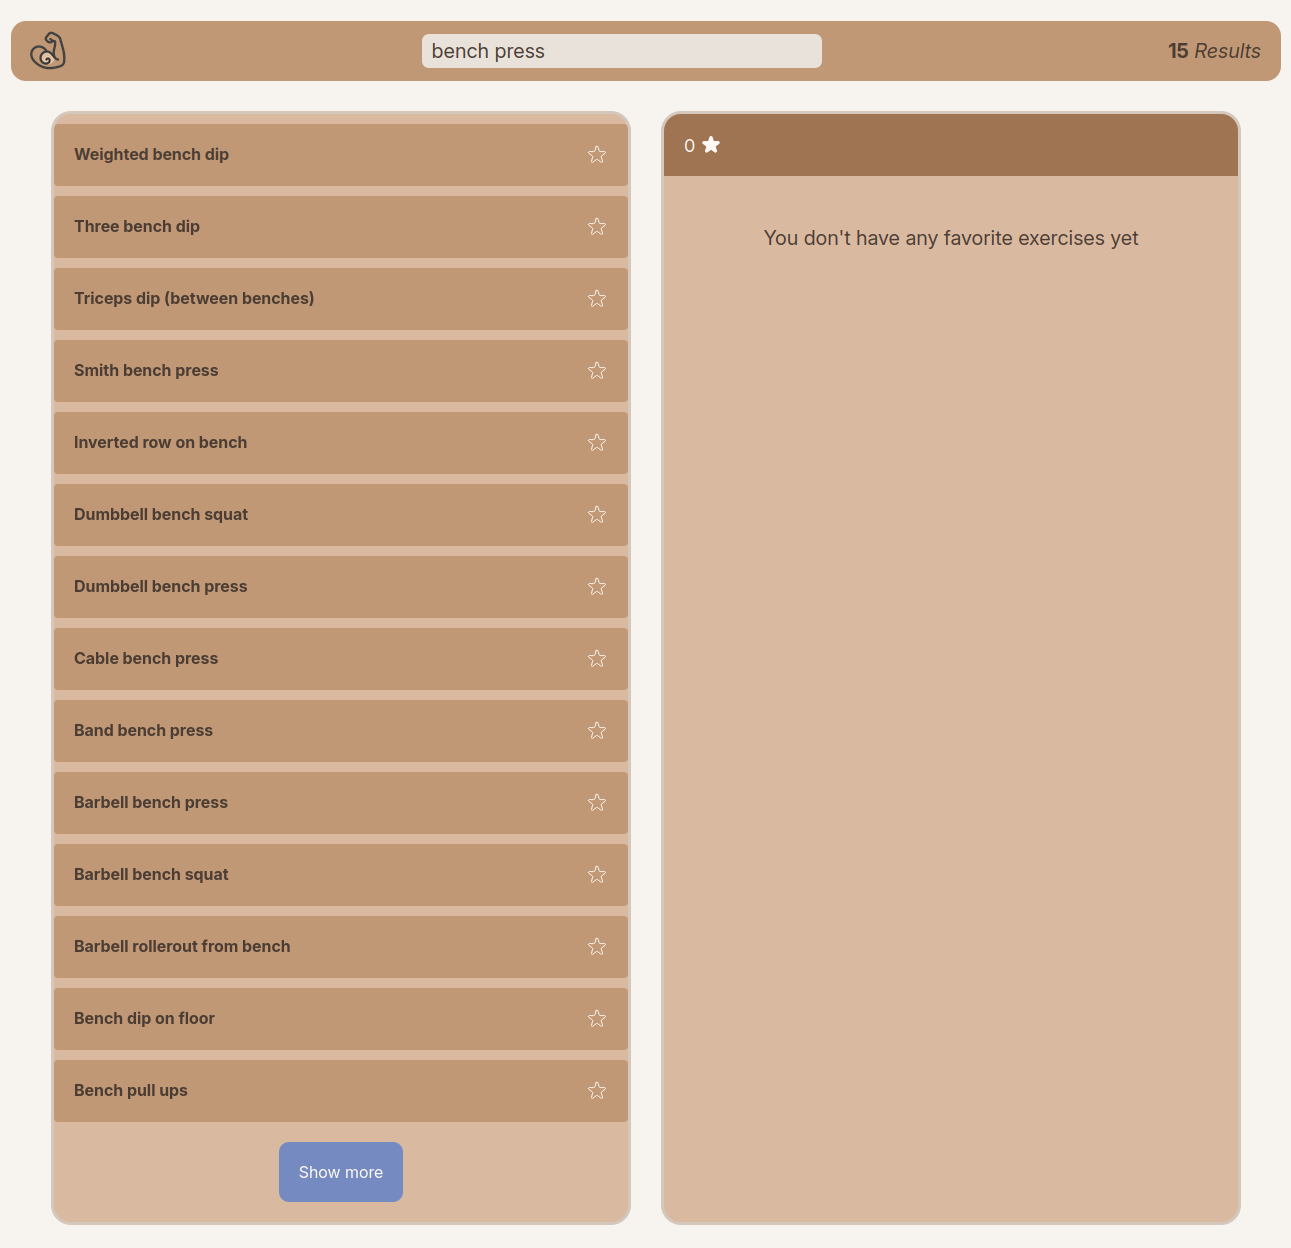 bench press
15 Results
Weighted bench dip
Three bench dip
Triceps dip (between benches)
Smith bench press
Inverted row on bench
Dumbbell bench squat
Dumbbell bench press
Cable bench press
Band bench press
Barbell bench press
Barbell bench squat
Barbell rollerout from bench
Bench dip on floor
Bench pull ups
Show more
0
You don't have any favorite exercises yet